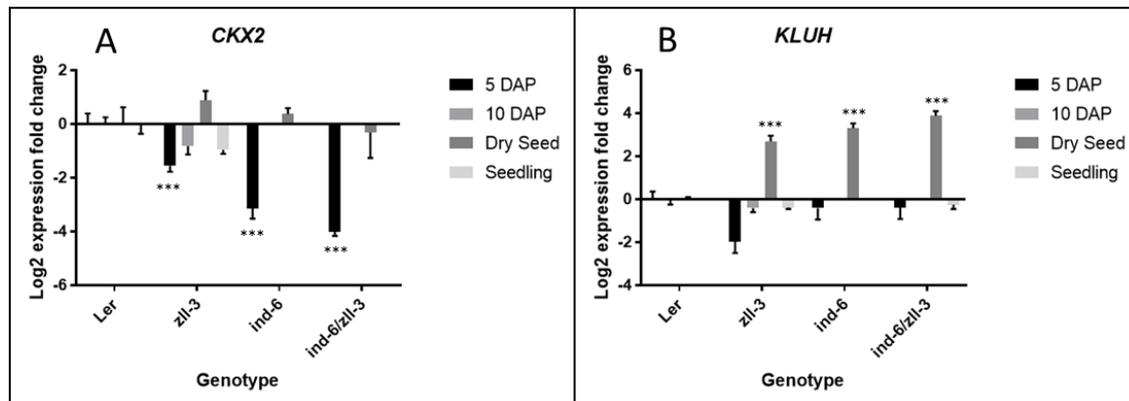 A
CKX2
Log2 expression fold change
2
0
-2
-4
-6
***
***
***
Ler
zll-3
ind-6
ind-6/zll-3
Genotype
5 DAP
10 DAP
Dry Seed
Seedling
B
KLUH
Log2 expression fold change
6
4
2
0
-2
-4
***
***
***
Ler
zll-3
ind-6
ind-6/zll-3
Genotype
5 DAP
10 DAP
Dry Seed
Seedling